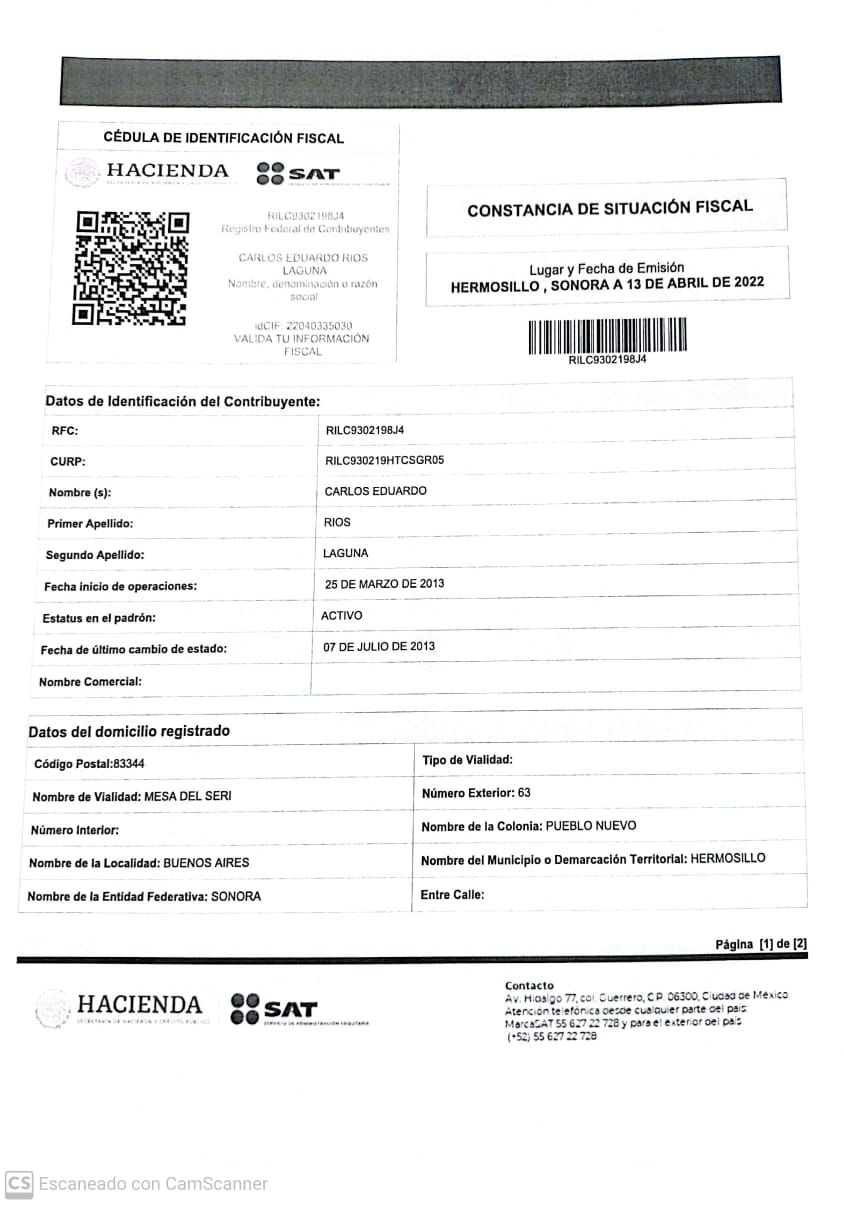 CÉDULA DE IDENTIFICACIÓN FISCAL
HACIENDA
SAT
RILC9302198J4
Registro Federal de Contribuyentes
CARLOS EDUARDO RIOS
LAGUNA
Nombre, denominación o razón
social
idCIF: 22040335030
VALIDA TU INFORMACIÓN
FISCAL
CONSTANCIA DE SITUACIÓN FISCAL
Lugar y Fecha de Emisión
HERMOSILLO , SONORA A 13 DE ABRIL DE 2022
RILC9302198J4
Datos de Identificación del Contribuyente:
RFC: RILC9302198J4
CURP: RILC930219HTCSGR05
Nombre (s): CARLOS EDUARDO
Primer Apellido: RIOS
Segundo Apellido: LAGUNA
Fecha inicio de operaciones: 25 DE MARZO DE 2013
Estatus en el padrón: ACTIVO
Fecha de último cambio de estado: 07 DE JULIO DE 2013
Nombre Comercial:
Datos del domicilio registrado
Código Postal:83344 Tipo de Vialidad:
Nombre de Vialidad: MESA DEL SERI Número Exterior: 63
Número Interior: Nombre de la Colonia: PUEBLO NUEVO
Nombre de la Localidad: BUENOS AIRES Nombre del Municipio o Demarcación Territorial: HERMOSILLO
Nombre de la Entidad Federativa: SONORA Entre Calle:
Página [1] de [2]
HACIENDA
SECRETARÍA DE HACIENDA Y CRÉDITO PÚBLICO
SAT
SERVICIO DE ADMINISTRACIÓN TRIBUTARIA
Contacto
Av. Hidalgo 77, col. Guerrero, C.P. 06300, Ciudad de México
Atención telefónica desde cualquier parte del país:
MarcaSAT 55 627 22 728 y para el exterior del país
(+52) 55 627 22 728
CS Escaneado con CamScanner